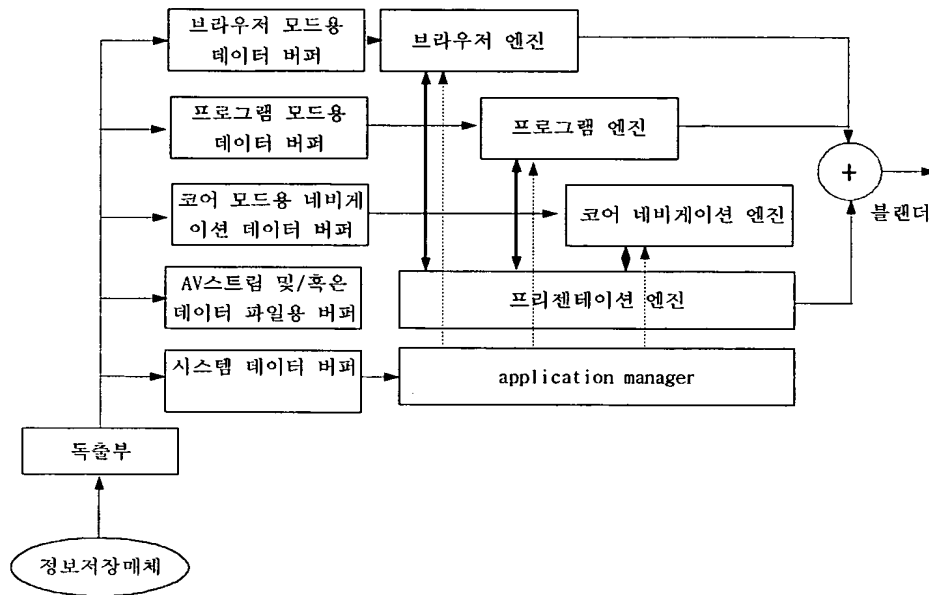 브라우저 모드용
데이터 버퍼
브라우저 엔진
프로그램 모드용
데이터 버퍼
프로그램 엔진
+
블랜더
코어 모드용 네비게
이션 데이터 버퍼
코어 네비게이션 엔진
AV스트림 및/혹은
데이터 파일용 버퍼
프리젠테이션 엔진
시스템 데이터 버퍼
application manager
독출부
정보저장매체